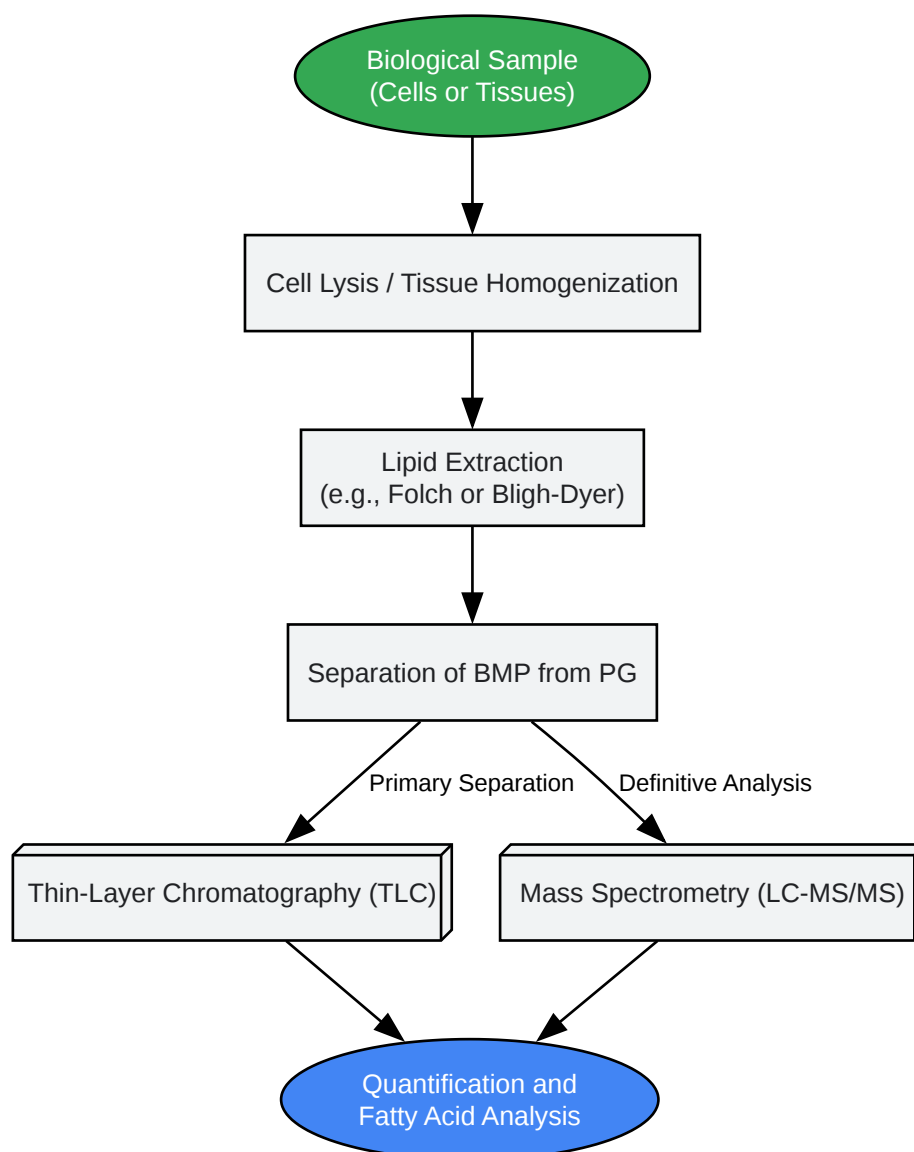 Biological Sample
(Cells or Tissues)
Cell Lysis / Tissue Homogenization
Lipid Extraction
(e.g., Folch or Bligh-Dyer)
Separation of BMP from PG
Primary Separation
Definitive Analysis
Thin-Layer Chromatography (TLC)
Mass Spectrometry (LC-MS/MS)
Quantification and
Fatty Acid Analysis